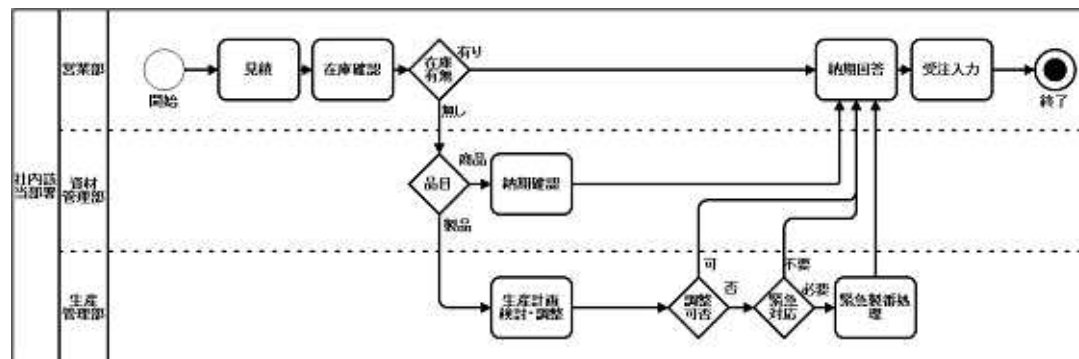 社内該
当部署
営業部
開始
見積
在庫確認
在庫
有無
有り
無し
納期回答
受注入力
終了
資材
管理部
品目
商品
製品
納期確認
生産
管理部
生産計画
検討・調整
調整
可否
可
否
緊急
対応
不要
必要
緊急製番処
理